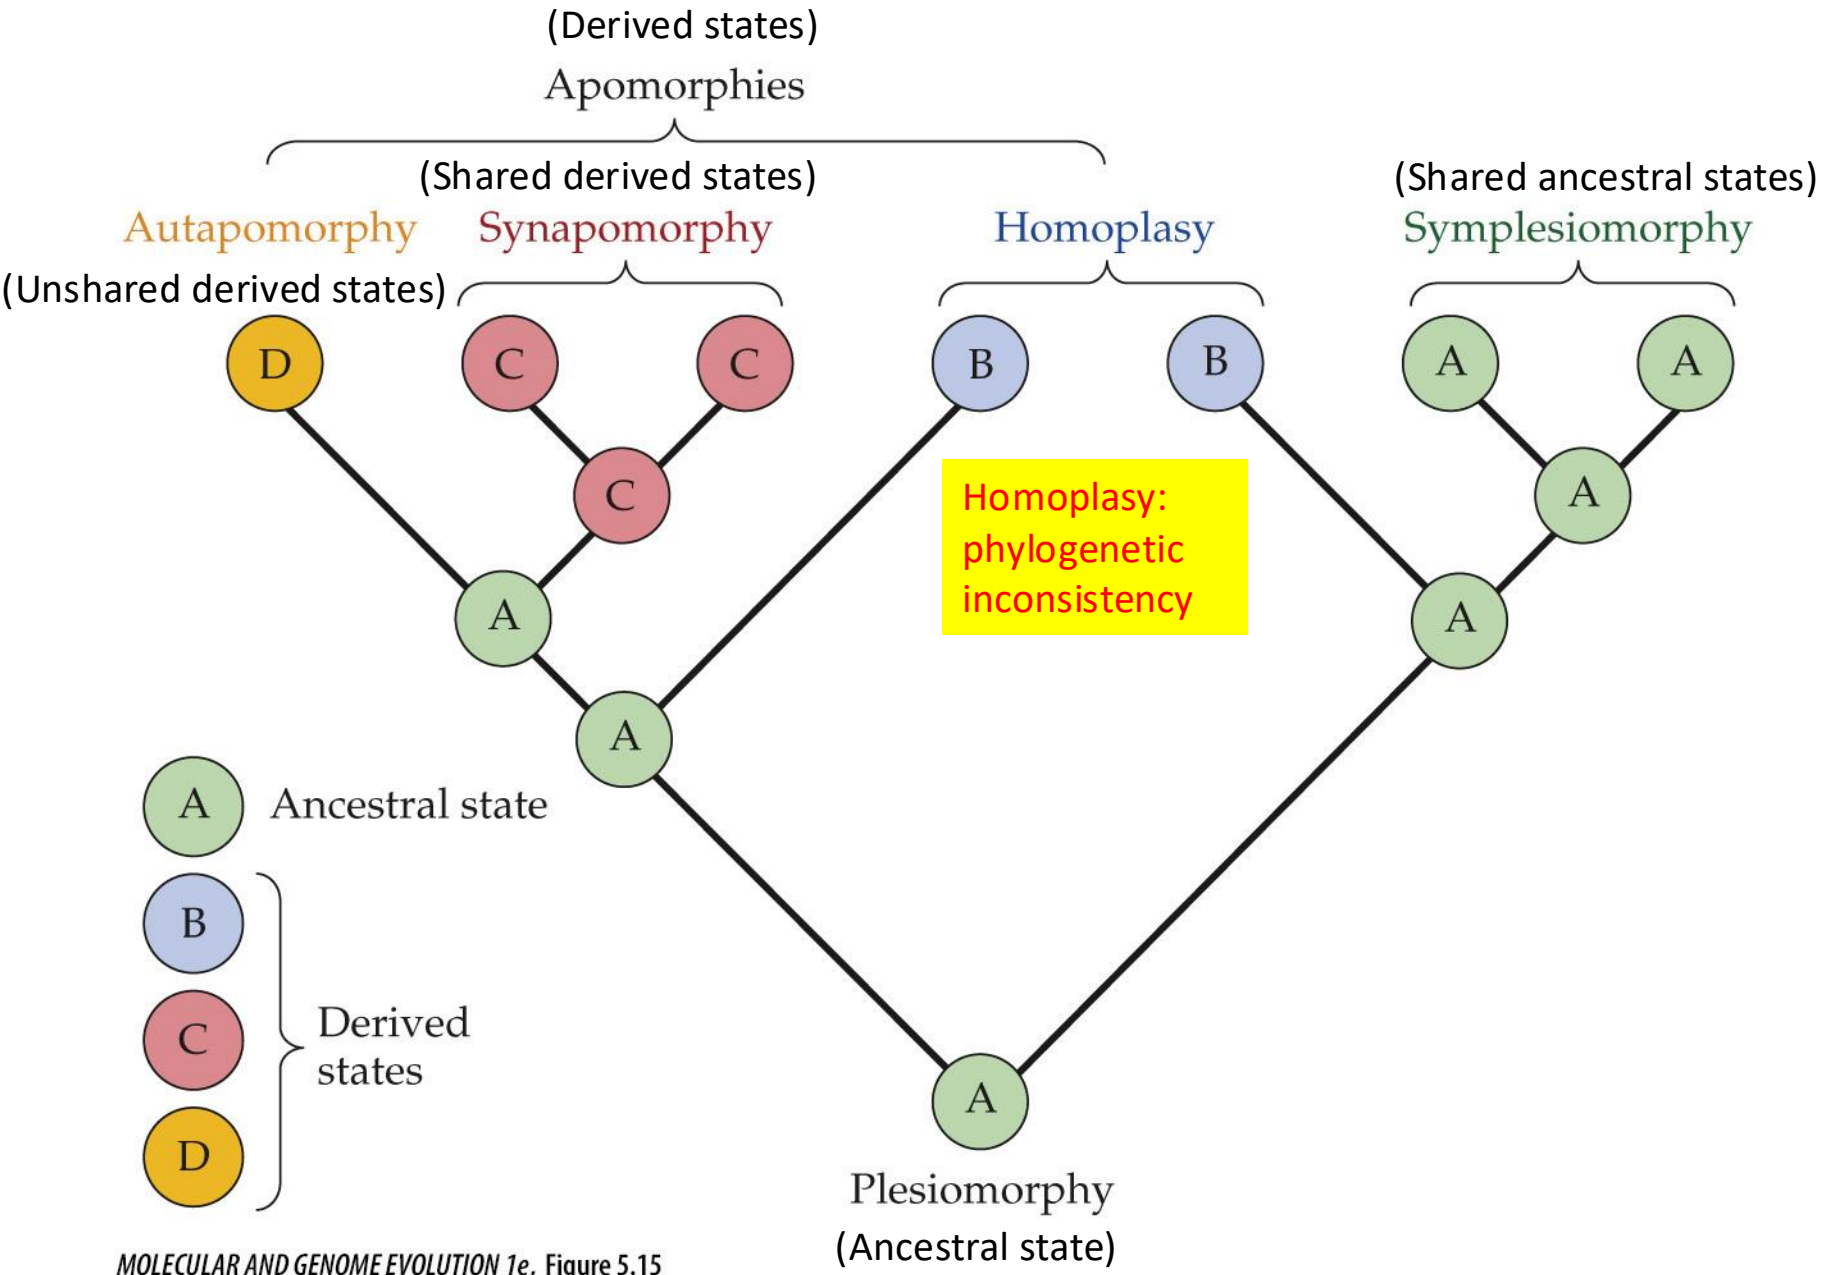 (Derived states)
Apomorphies
(Shared derived states)
(Shared ancestral states)
Autapomorphy
Synapomorphy
Homoplasy
Symplesiomorphy
(Unshared derived states)
D
C
C
B
B
A
A
C
A
Homoplasy:
phylogenetic
inconsistency
A
A
A
A
Ancestral state
B
C
D
Derived
states
A
Plesiomorphy
(Ancestral state)
MOLECULAR AND GENOME EVOLUTION 1e, Figure 5.15